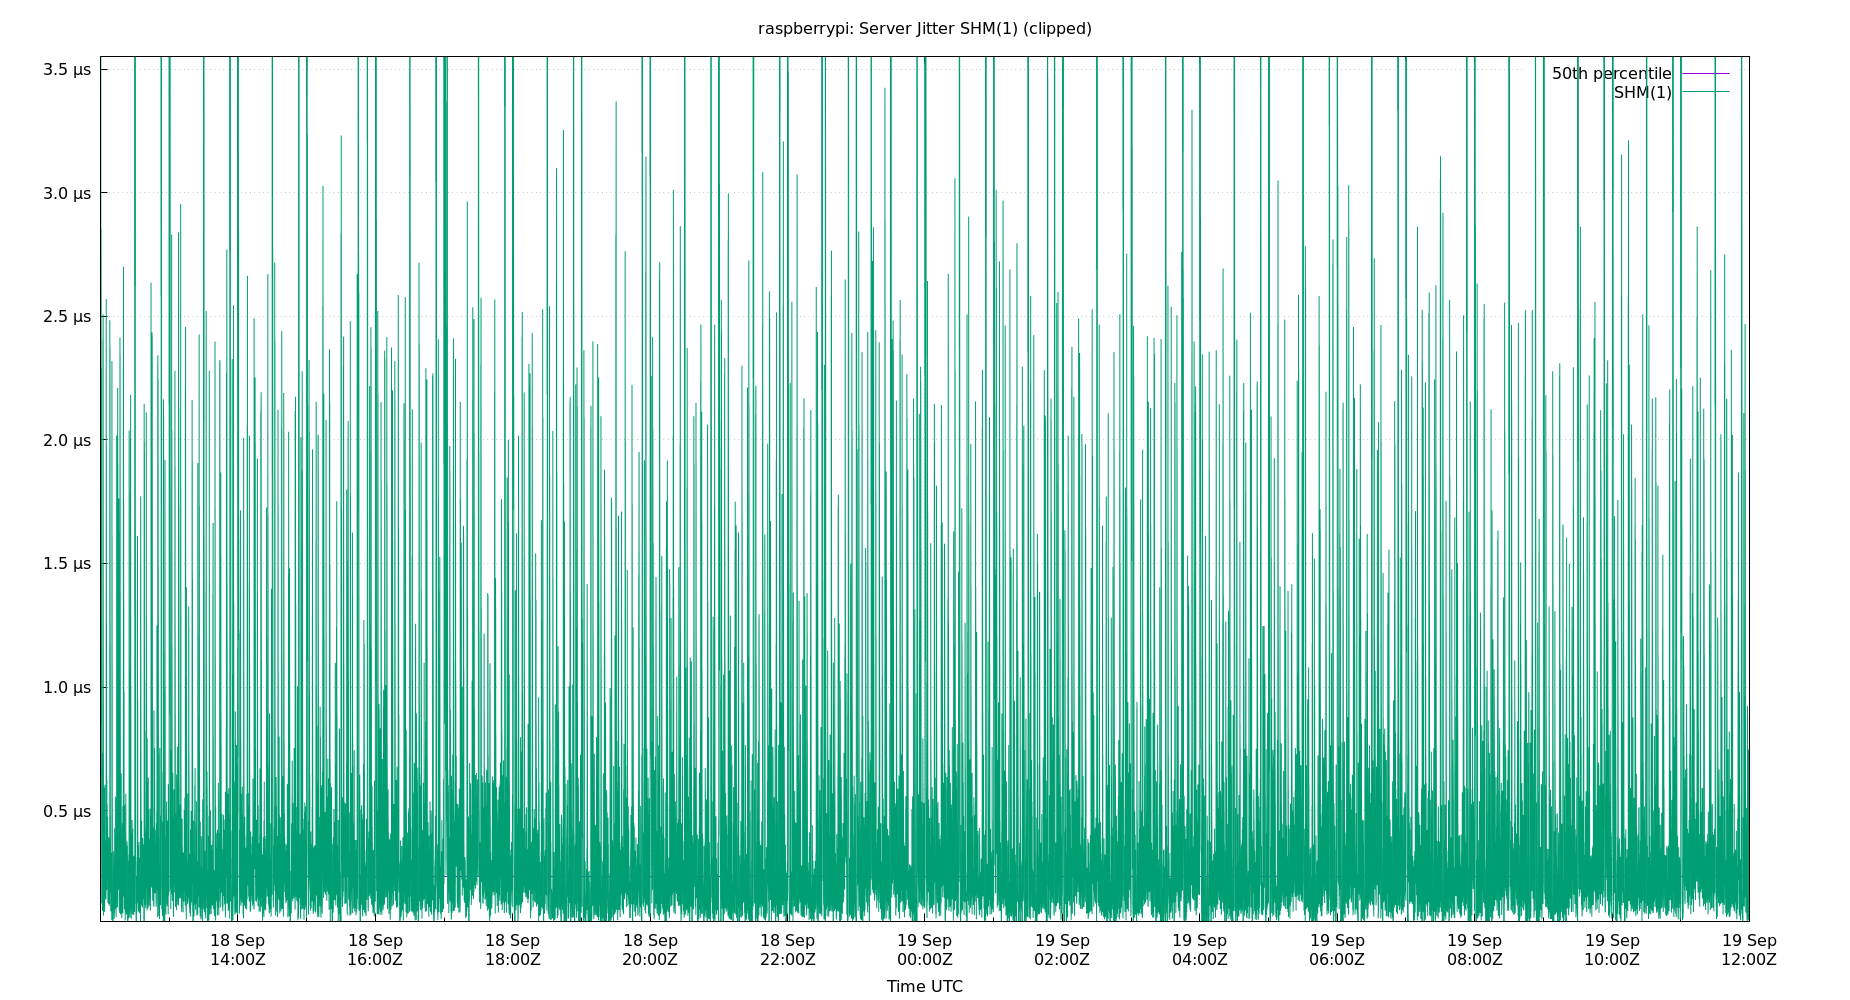 raspberrypi: Server Jitter SHM(1) (clipped)
3.5 µs
3.0 µs
2.5 µs
2.0 µs
1.5 µs
1.0 µs
0.5 µs
50th percentile
SHM(1)
18 Sep 18 Sep 18 Sep 18 Sep 18 Sep 19 Sep 19 Sep 19 Sep 19 Sep 19 Sep 19 Sep 19 Sep
14:00Z 16:00Z 18:00Z 20:00Z 22:00Z 00:00Z 02:00Z 04:00Z 06:00Z 08:00Z 10:00Z 12:00Z
Time UTC